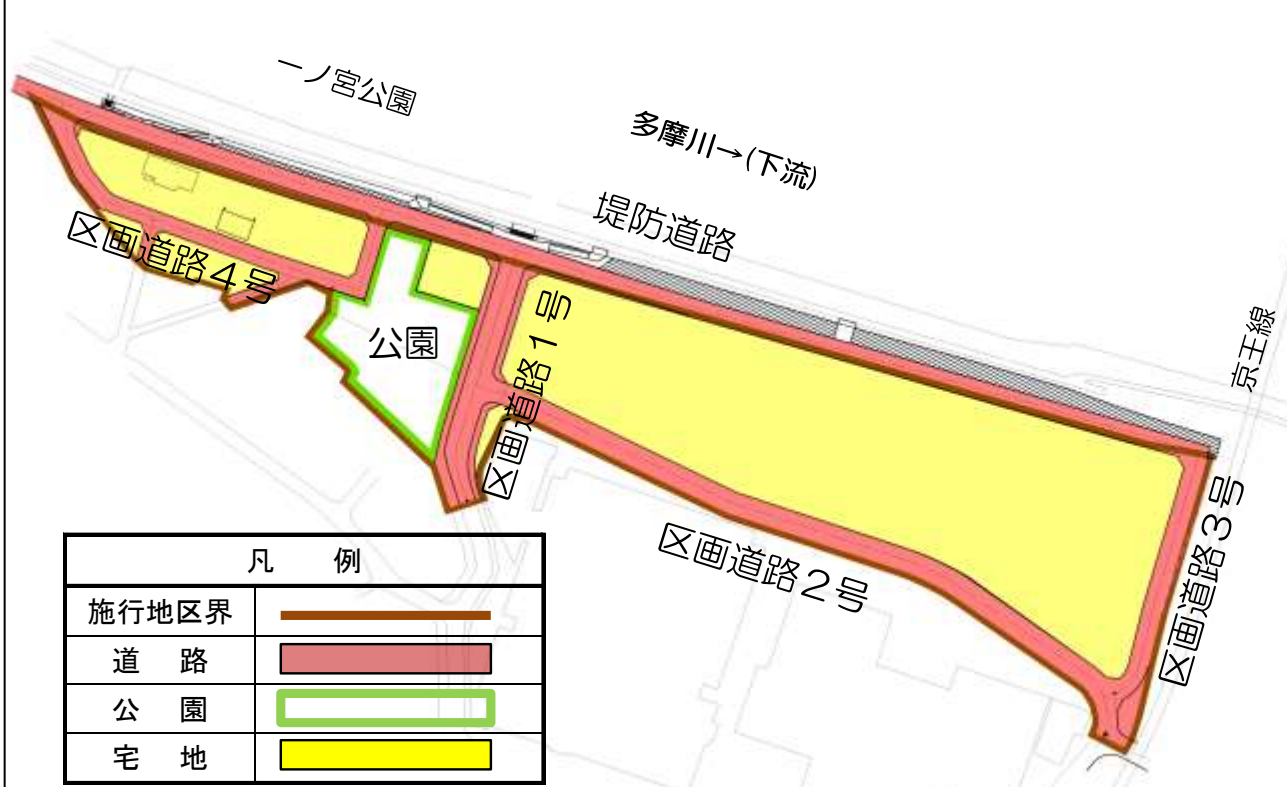 一ノ宮公園
多摩川→(下流)
堤防道路
京王線
区画道路4号
公園
区画道路1号
区画道路2号
区画道路3号
凡 例
施行地区界
道 路
公 園
宅 地